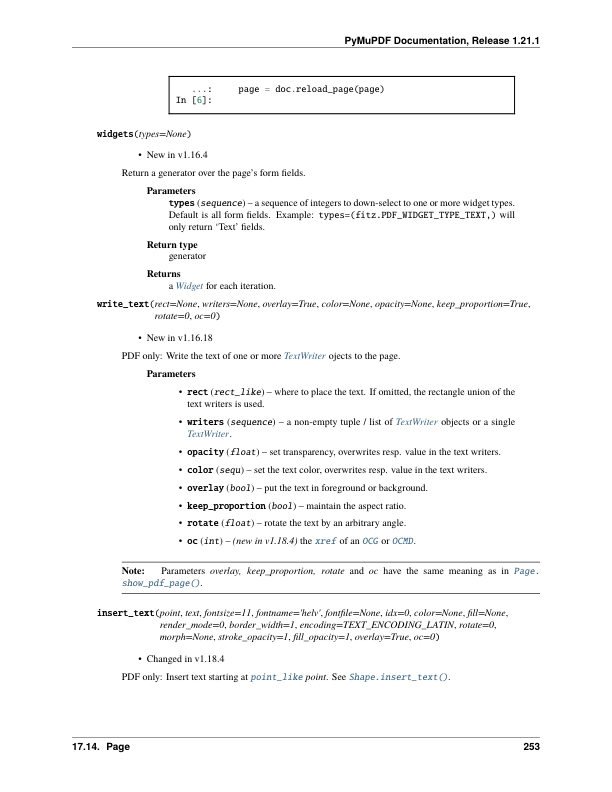 PyMuPDF Documentation, Release 1.21.1
...:     page = doc.reload_page(page)
In [6]:
widgets(types=None)
• New in v1.16.4
Return a generator over the page's form fields.
Parameters
types (sequence) – a sequence of integers to down-select to one or more widget types.
Default is all form fields. Example: types=(fitz.PDF_WIDGET_TYPE_TEXT,) will
only return 'Text' fields.
Return type
generator
Returns
a Widget for each iteration.
write_text(rect=None, writers=None, overlay=True, color=None, opacity=None, keep_proportion=True,
rotate=0, oc=0)
• New in v1.16.18
PDF only: Write the text of one or more TextWriter ojects to the page.
Parameters
• rect (rect_like) – where to place the text. If omitted, the rectangle union of the
text writers is used.
• writers (sequence) – a non-empty tuple / list of TextWriter objects or a single
TextWriter.
• opacity (float) – set transparency, overwrites resp. value in the text writers.
• color (sequ) – set the text color, overwrites resp. value in the text writers.
• overlay (bool) – put the text in foreground or background.
• keep_proportion (bool) – maintain the aspect ratio.
• rotate (float) – rotate the text by an arbitrary angle.
• oc (int) – (new in v1.18.4) the xref of an OCG or OCMD.
Note: Parameters overlay, keep_proportion, rotate and oc have the same meaning as in Page.
show_pdf_page().
insert_text(point, text, fontsize=11, fontname='helv', fontfile=None, idx=0, color=None, fill=None,
render_mode=0, border_width=1, encoding=TEXT_ENCODING_LATIN, rotate=0,
morph=None, stroke_opacity=1, fill_opacity=1, overlay=True, oc=0)
• Changed in v1.18.4
PDF only: Insert text starting at point_like point. See Shape.insert_text().
17.14. Page 253